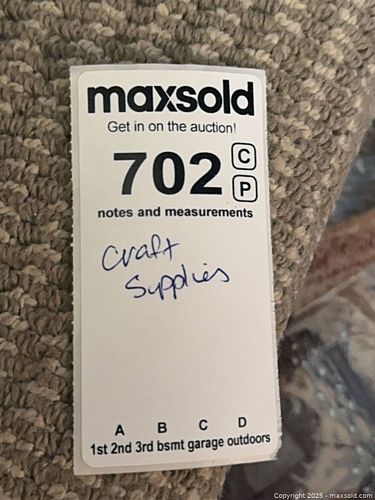 maxsold
Get in on the auction!
702 C
P
notes and measurements
Craft
Supplies
A B C D
1st 2nd 3rd bsmt garage outdoors
Copyright 2025 - maxsold.com